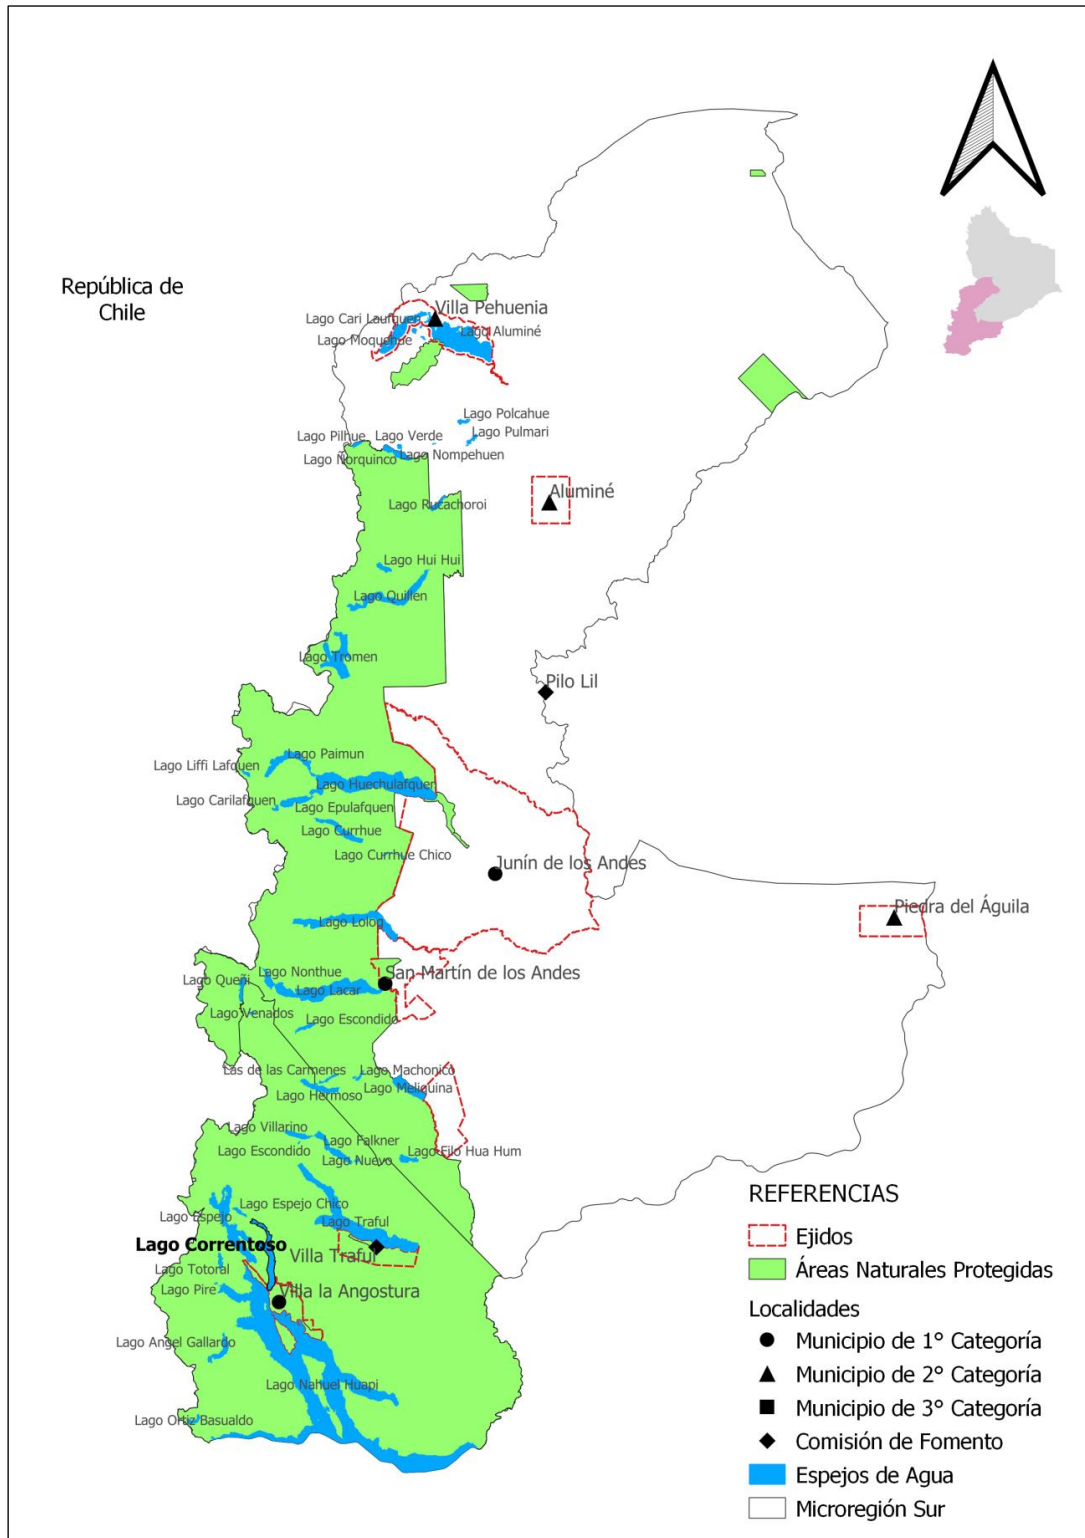 República de
Chile
Villa Pehuenia
Lago Cari Laufquen
Lago Aluminé
Lago Moquehue
Lago Polcahue
Lago Pilhue
Lago Verde
Lago Pulmari
Lago Norquinco
Lago Nompehuen
Aluminé
Lago Rucachoroi
Lago Hui Hui
Lago Quillen
Lago Tromen
Pilo Lil
Lago Paimun
Lago Liffi Lafquen
Lago Huechulafquen
Lago Carilafquen
Lago Epulafquen
Lago Currhue
Lago Currhue Chico
Junín de los Andes
Piedra del Águila
Lago Lolog
Lago Nonthue
San Martín de los Andes
Lago Queñi
Lago Lacar
Lago Venados
Lago Escondido
Las de las Carmenes
Lago Machonico
Lago Hermoso
Lago Meliquina
Lago Villarino
Lago Falkner
Lago Escondido
Lago Nuevo
Lago Filo Hua Hum
Lago Espejo Chico
Lago Espejo
Lago Traful
Lago Correntoso
Villa Traful
Lago Totoral
Lago Pire
Villa la Angostura
Lago Angel Gallardo
Lago Nahuel Huapi
Lago Ortiz Basualdo
REFERENCIAS
Ejidos
Áreas Naturales Protegidas
Localidades
Municipio de 1° Categoría
Municipio de 2° Categoría
Municipio de 3° Categoría
Comisión de Fomento
Espejos de Agua
Microregión Sur